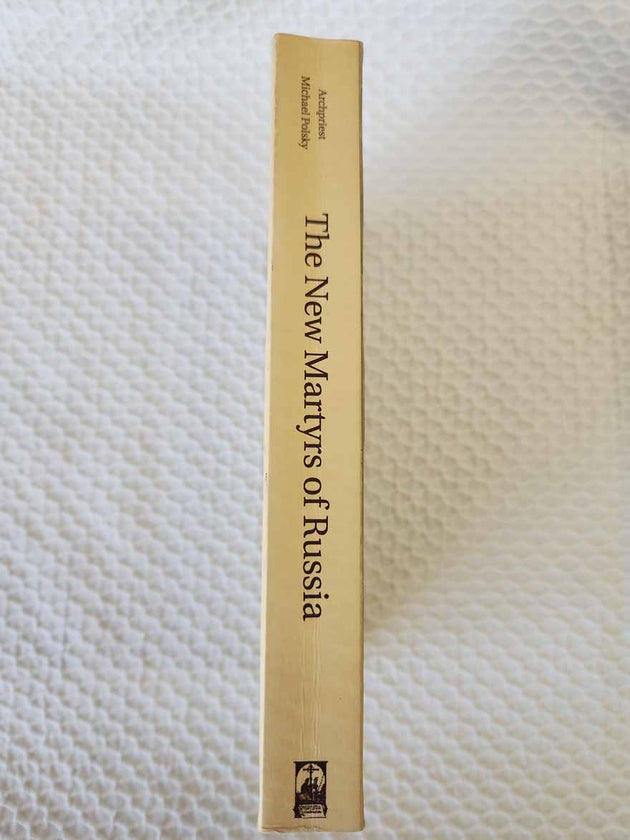 Archpriest
Michael Polsky
The New Martyrs of Russia